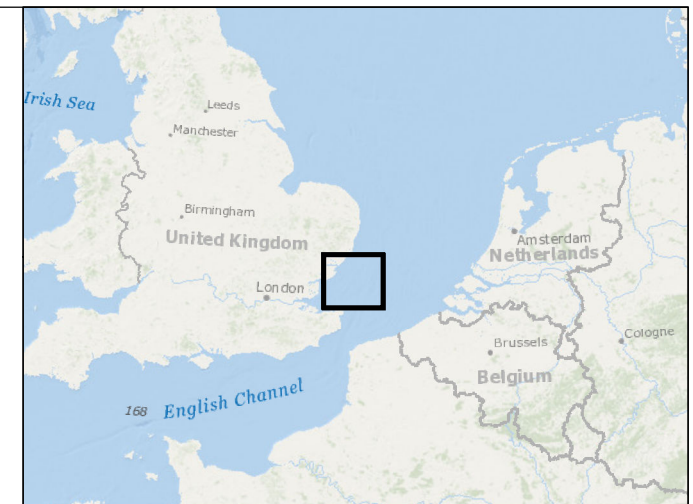 Irish Sea
Leeds
Manchester
Birmingham
United Kingdom
London
Amsterdam
Netherlands
Brussels
Cologne
Belgium
168 English Channel